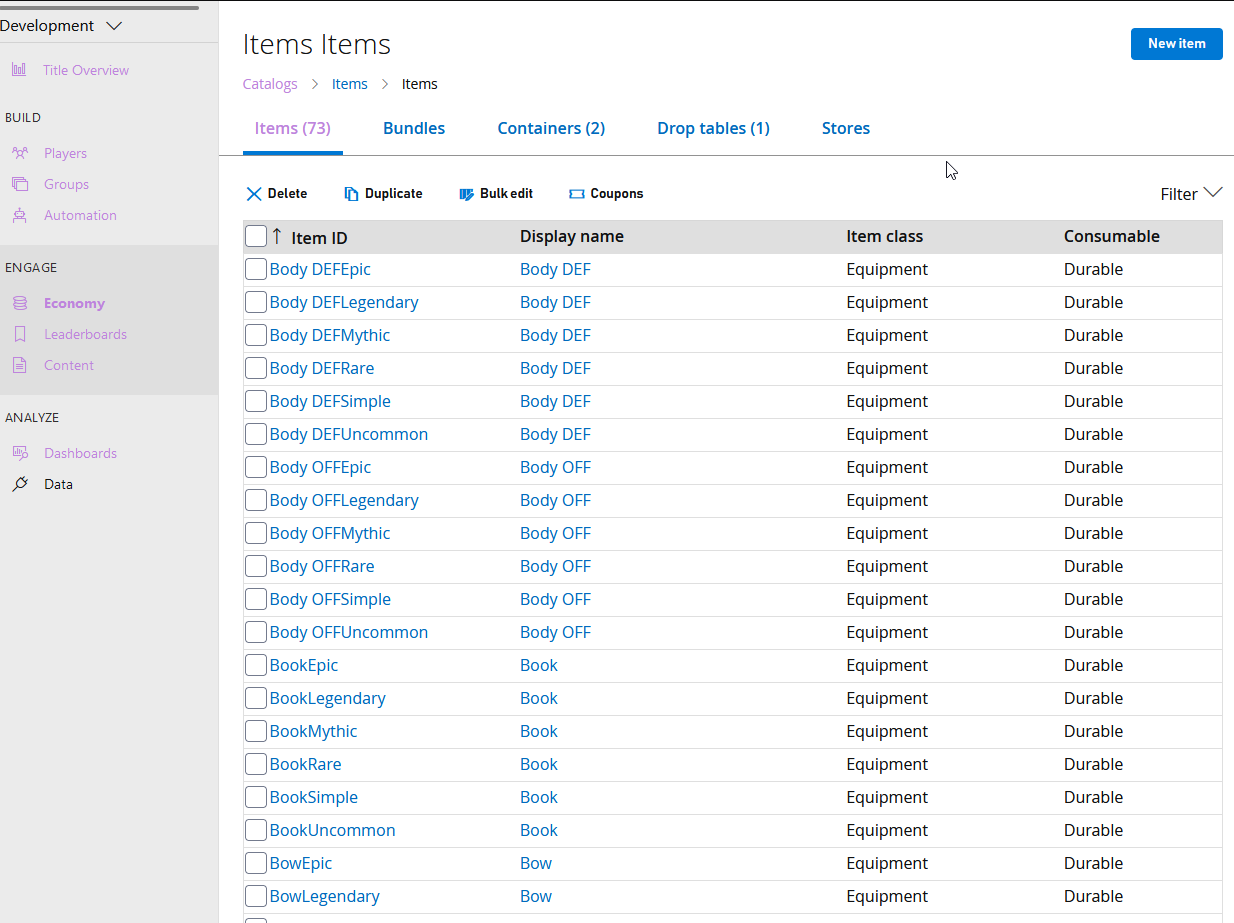 Development
Title Overview
BUILD
Players
Groups
Automation
ENGAGE
Economy
Leaderboards
Content
ANALYZE
Dashboards
Data
Items Items
New item
Catalogs > Items > Items
Items (73) Bundles Containers (2) Drop tables (1) Stores
Delete Duplicate Bulk edit Coupons Filter
↑ Item ID Display name Item class Consumable
Body DEFEpic Body DEF Equipment Durable
Body DEFLegendary Body DEF Equipment Durable
Body DEFMythic Body DEF Equipment Durable
Body DEFRare Body DEF Equipment Durable
Body DEFSimple Body DEF Equipment Durable
Body DEFUncommon Body DEF Equipment Durable
Body OFFEpic Body OFF Equipment Durable
Body OFFLegendary Body OFF Equipment Durable
Body OFFMythic Body OFF Equipment Durable
Body OFFRare Body OFF Equipment Durable
Body OFFSimple Body OFF Equipment Durable
Body OFFUncommon Body OFF Equipment Durable
BookEpic Book Equipment Durable
BookLegendary Book Equipment Durable
BookMythic Book Equipment Durable
BookRare Book Equipment Durable
BookSimple Book Equipment Durable
BookUncommon Book Equipment Durable
BowEpic Bow Equipment Durable
BowLegendary Bow Equipment Durable